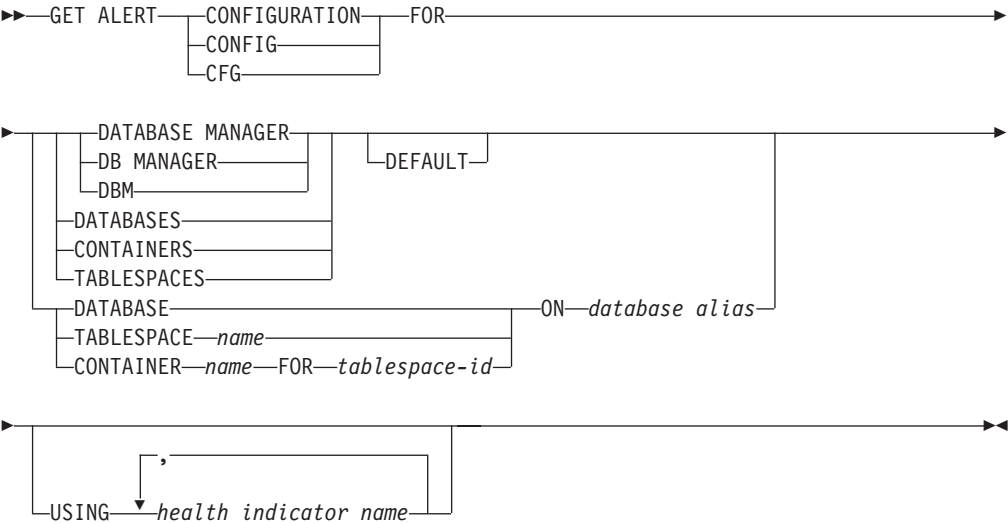 GET ALERT CONFIGURATION FOR
CONFIG
CFG
DATABASE MANAGER
DB MANAGER DEFAULT
DBM
DATABASES
CONTAINERS
TABLESPACES
DATABASE ON database alias
TABLESPACE name
CONTAINER name FOR tablespace-id
,
USING health indicator name